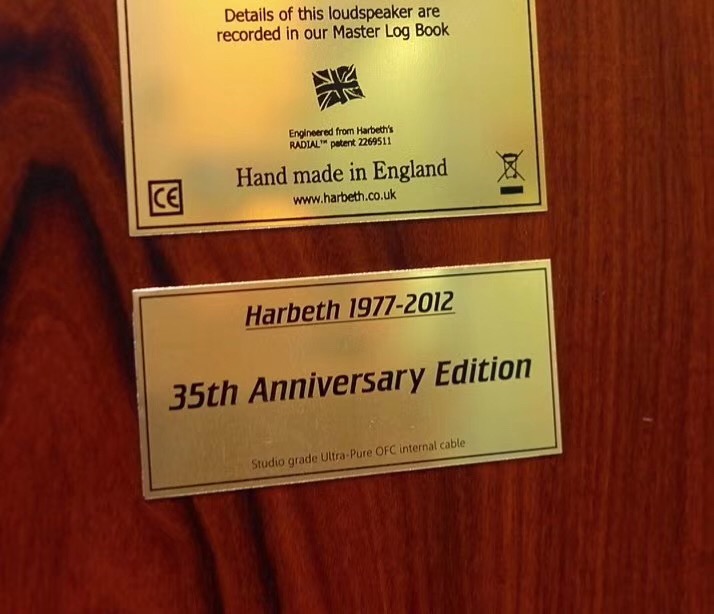 Details of this loudspeaker are
recorded in our Master Log Book
Engineered from Harbeth's
RADIAL™ patent 2269511
Hand made in England
CE
www.harbeth.co.uk
Harbeth 1977-2012
35th Anniversary Edition
Studio grade Ultra-Pure OFC internal cable